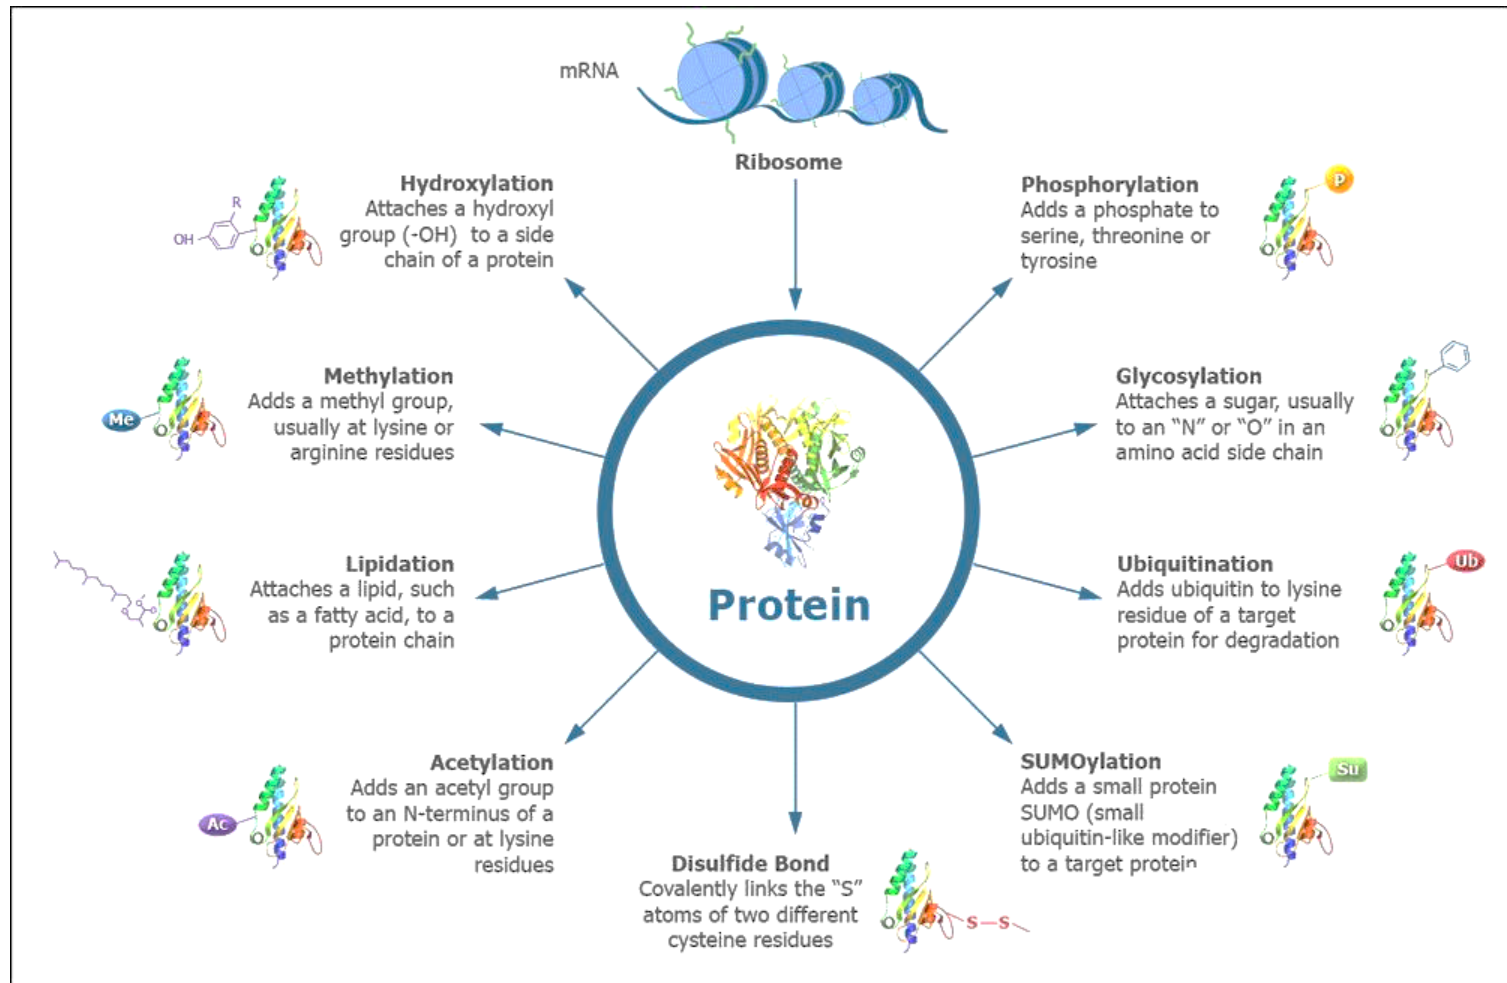 mRNA
Ribosome
Hydroxylation
Attaches a hydroxyl
group (-OH) to a side
chain of a protein
R
OH
Phosphorylation
Adds a phosphate to
serine, threonine or
tyrosine
P
Methylation
Adds a methyl group,
usually at lysine or
arginine residues
Me
Glycosylation
Attaches a sugar, usually
to an “N” or “O” in an
amino acid side chain
Protein
Lipidation
Attaches a lipid, such
as a fatty acid, to a
protein chain
Ubiquitination
Adds ubiquitin to lysine
residue of a target
protein for degradation
Ub
Acetylation
Adds an acetyl group
to an N-terminus of a
protein or at lysine
residues
Ac
SUMOylation
Adds a small protein
SUMO (small
ubiquitin-like modifier)
to a target protein
Su
Disulfide Bond
Covalently links the “S”
atoms of two different
cysteine residues
S—S